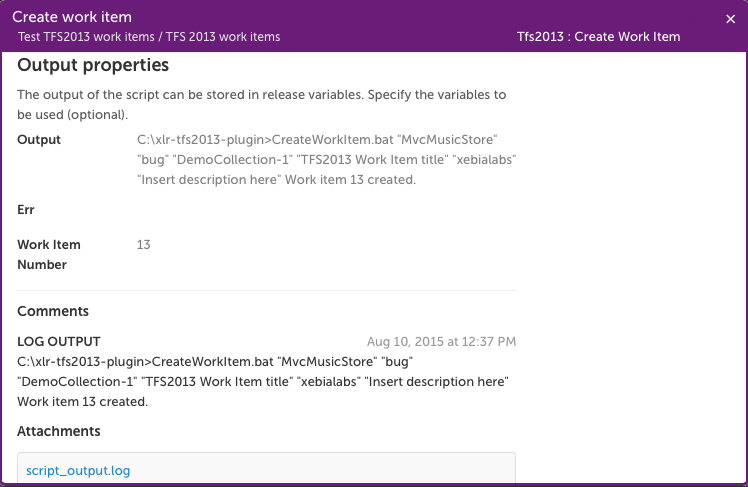 Create work item
×
Test TFS2013 work items / TFS 2013 work items
Tfs2013 : Create Work Item
Output properties
The output of the script can be stored in release variables. Specify the variables to
be used (optional).
Output
C:\xlr-tfs2013-plugin>CreateWorkItem.bat "MvcMusicStore"
"bug" "DemoCollection-1" "TFS2013 Work Item title" "xebialabs"
"Insert description here" Work item 13 created.
Err
Work Item
Number
13
Comments
LOG OUTPUT
Aug 10, 2015 at 12:37 PM
C:\xlr-tfs2013-plugin>CreateWorkItem.bat "MvcMusicStore" "bug"
"DemoCollection-1" "TFS2013 Work Item title" "xebialabs" "Insert description here"
Work item 13 created.
Attachments
script_output.log